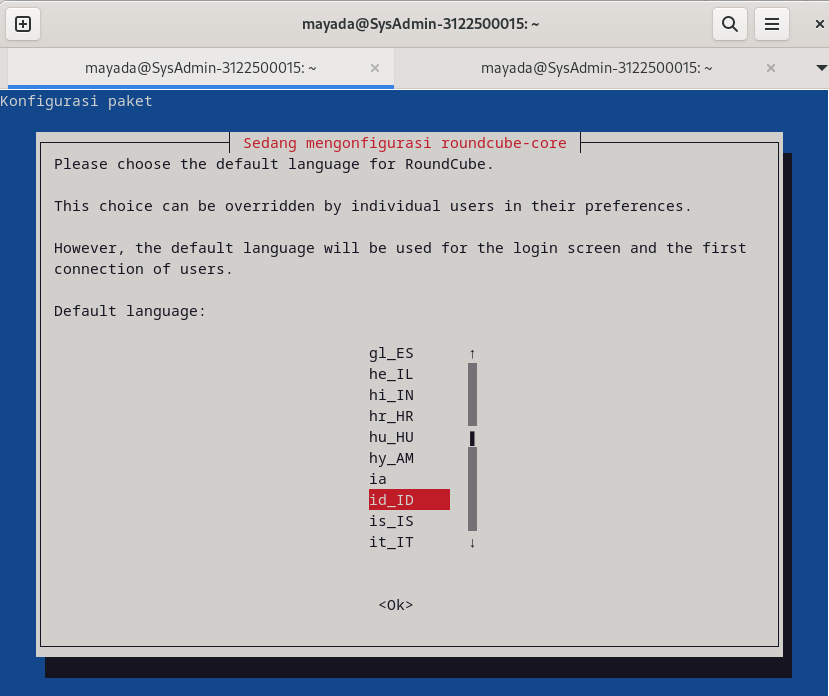 mayada@SysAdmin-3122500015: ~
mayada@SysAdmin-3122500015: ~
mayada@SysAdmin-3122500015: ~
Konfigurasi paket
Sedang mengonfigurasi roundcube-core
Please choose the default language for RoundCube.
This choice can be overridden by individual users in their preferences.
However, the default language will be used for the login screen and the first
connection of users.
Default language:
gl_ES
he_IL
hi_IN
hr_HR
hu_HU
hy_AM
ia
id_ID
is_IS
it_IT
<Ok>